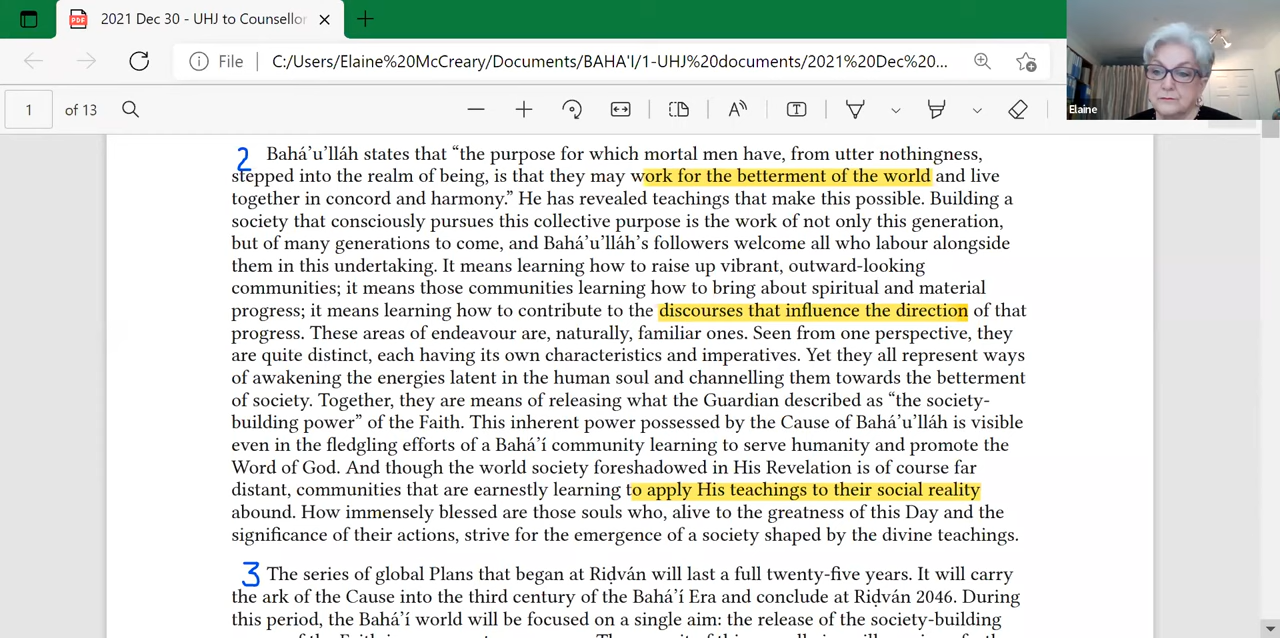 2021 Dec 30 - UHJ to Counsellor
File C:/Users/Elaine%20McCreary/Documents/BAHA'I/1-UHJ%20documents/2021%20Dec%20...
1 of 13
Elaine
2 Bahá’u’lláh states that “the purpose for which mortal men have, from utter nothingness,
stepped into the realm of being, is that they may work for the betterment of the world and live
together in concord and harmony.” He has revealed teachings that make this possible. Building a
society that consciously pursues this collective purpose is the work of not only this generation,
but of many generations to come, and Bahá’u’lláh’s followers welcome all who labour alongside
them in this undertaking. It means learning how to raise up vibrant, outward-looking
communities; it means those communities learning how to bring about spiritual and material
progress; it means learning how to contribute to the discourses that influence the direction of that
progress. These areas of endeavour are, naturally, familiar ones. Seen from one perspective, they
are quite distinct, each having its own characteristics and imperatives. Yet they all represent ways
of awakening the energies latent in the human soul and channelling them towards the betterment
of society. Together, they are means of releasing what the Guardian described as “the society-
building power” of the Faith. This inherent power possessed by the Cause of Bahá’u’lláh is visible
even in the fledgling efforts of a Bahá’í community learning to serve humanity and promote the
Word of God. And though the world society foreshadowed in His Revelation is of course far
distant, communities that are earnestly learning to apply His teachings to their social reality
abound. How immensely blessed are those souls who, alive to the greatness of this Day and the
significance of their actions, strive for the emergence of a society shaped by the divine teachings.
3 The series of global Plans that began at Riḍván will last a full twenty-five years. It will carry
the ark of the Cause into the third century of the Bahá’í Era and conclude at Riḍván 2046. During
this period, the Bahá’í world will be focused on a single aim: the release of the society-building